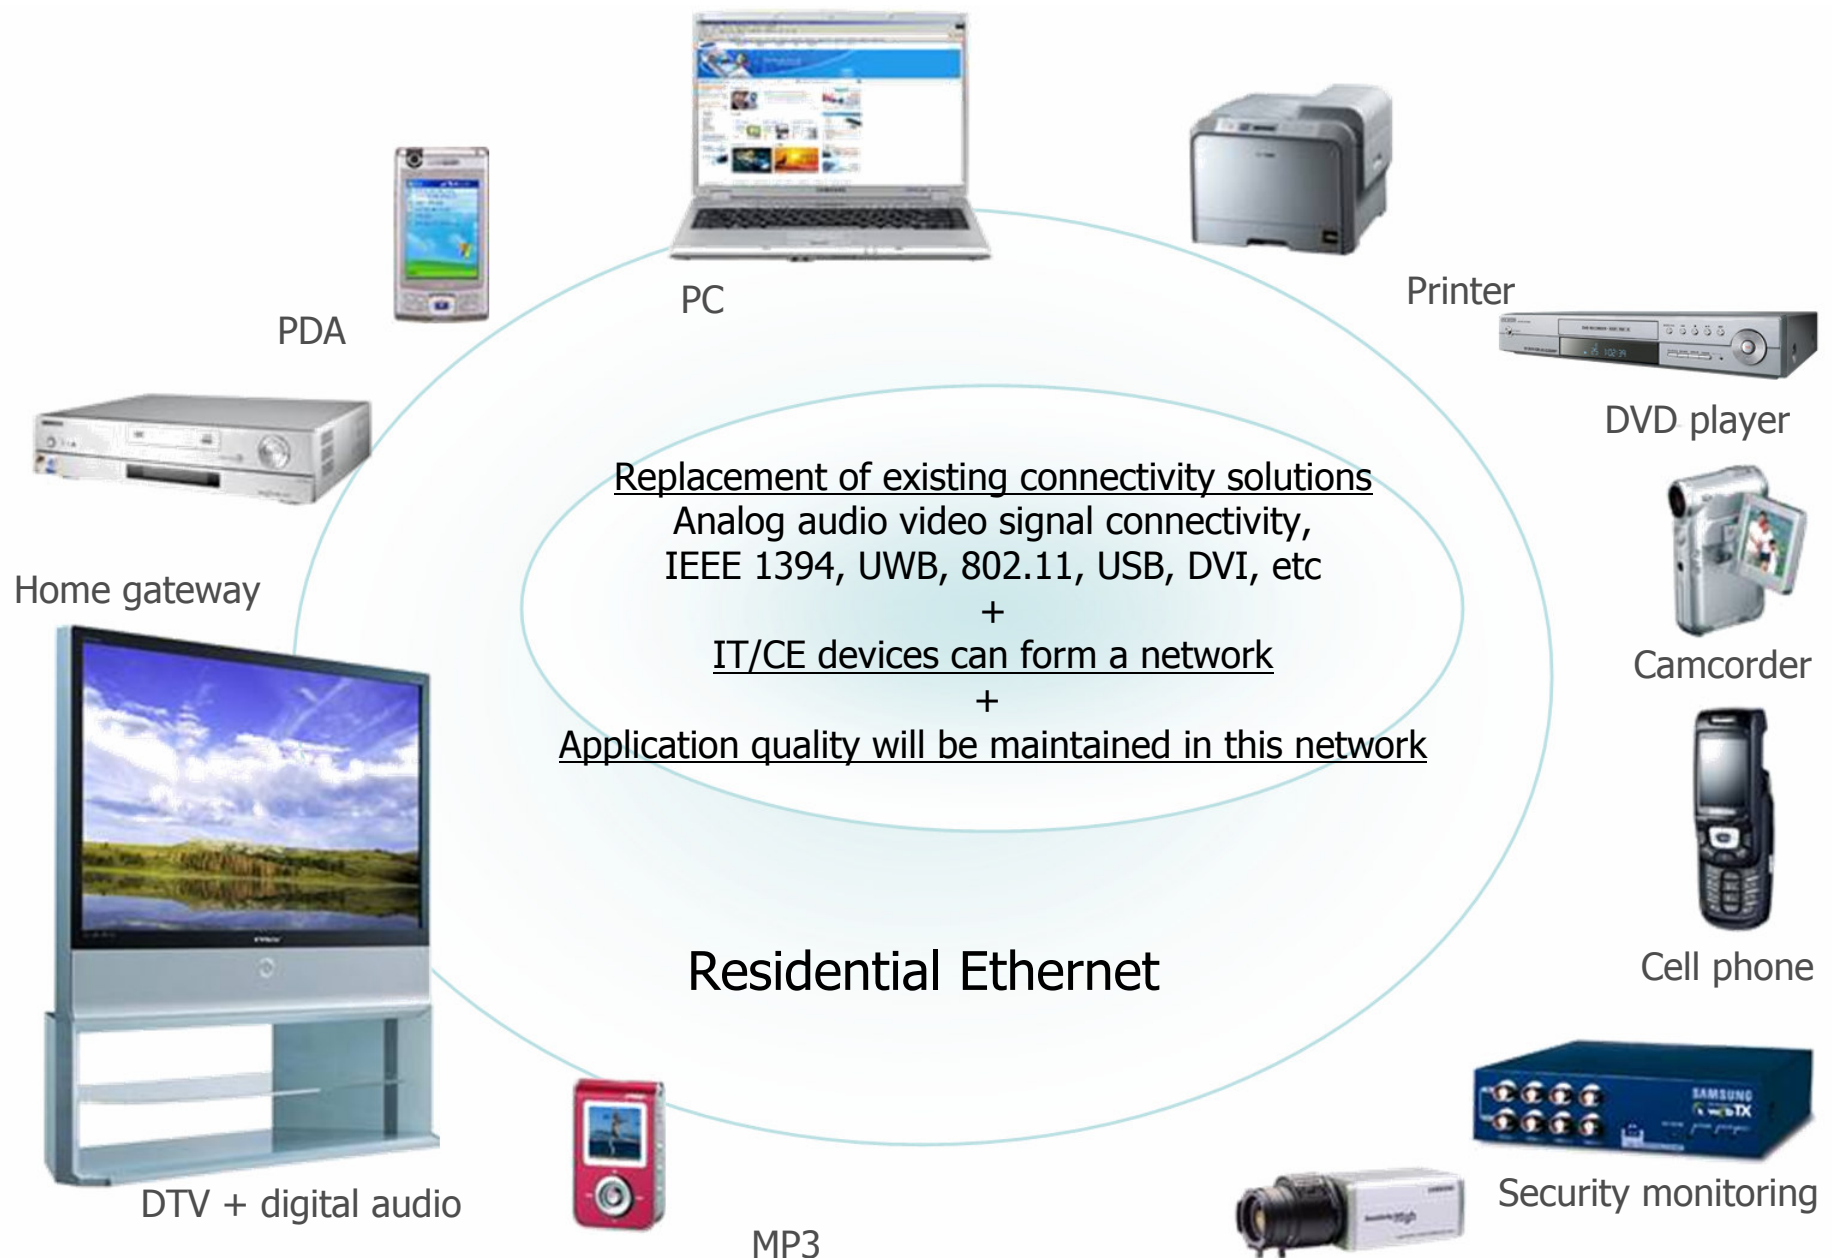 PC
Printer
PDA
DVD player
Home gateway
Replacement of existing connectivity solutions
Analog audio video signal connectivity,
IEEE 1394, UWB, 802.11, USB, DVI, etc
+
IT/CE devices can form a network
+
Application quality will be maintained in this network
Camcorder
Cell phone
Residential Ethernet
SAMSUNG
webTX
Security monitoring
DTV + digital audio
MP3